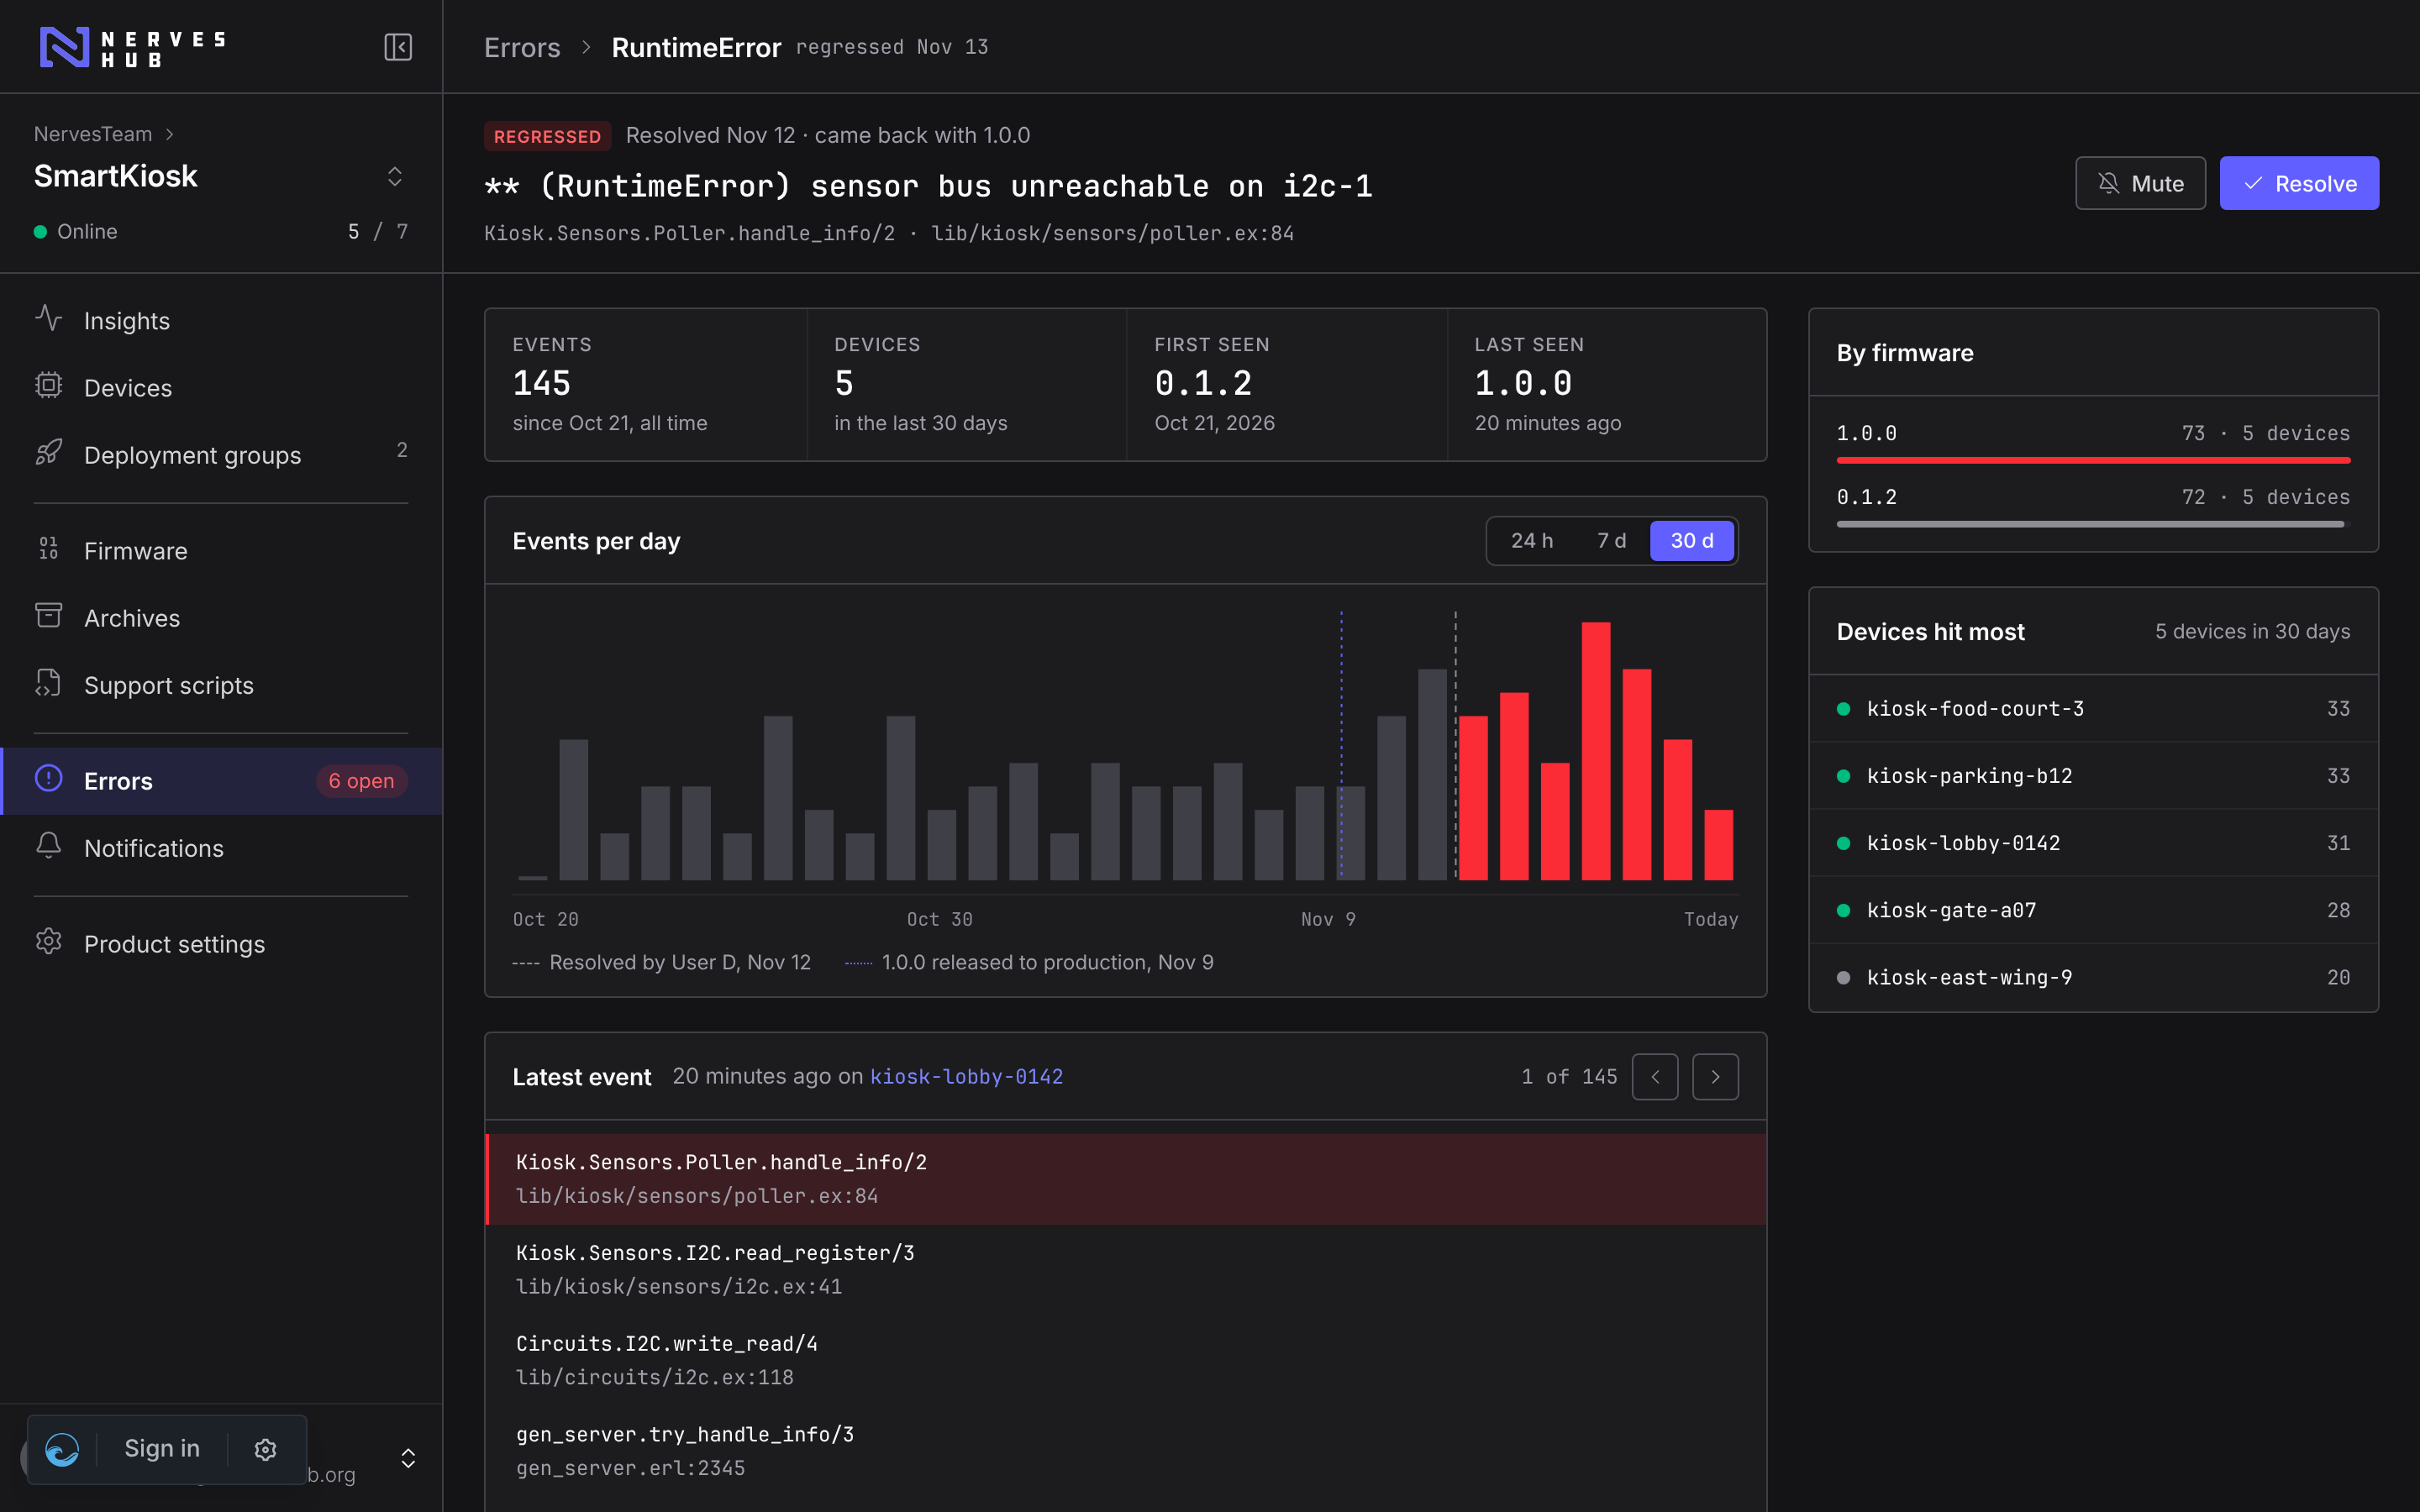 NERVES
HUB
Errors > RuntimeError regressed Nov 13
NervesTeam >
SmartKiosk
Online 5 / 7
Insights
Devices
Deployment groups 2
Firmware
Archives
Support scripts
Errors 6 open
Notifications
Product settings
Sign in
b.org
REGRESSED Resolved Nov 12 · came back with 1.0.0
** (RuntimeError) sensor bus unreachable on i2c-1
Kiosk.Sensors.Poller.handle_info/2 · lib/kiosk/sensors/poller.ex:84
Mute
Resolve
EVENTS
145
since Oct 21, all time
DEVICES
5
in the last 30 days
FIRST SEEN
0.1.2
Oct 21, 2026
LAST SEEN
1.0.0
20 minutes ago
Events per day
24 h 7 d 30 d
Oct 20 Oct 30 Nov 9 Today
Resolved by User D, Nov 12 1.0.0 released to production, Nov 9
Latest event 20 minutes ago on kiosk-lobby-0142 1 of 145
Kiosk.Sensors.Poller.handle_info/2
lib/kiosk/sensors/poller.ex:84
Kiosk.Sensors.I2C.read_register/3
lib/kiosk/sensors/i2c.ex:41
Circuits.I2C.write_read/4
lib/circuits/i2c.ex:118
gen_server.try_handle_info/3
gen_server.erl:2345
By firmware
1.0.0 73 · 5 devices
0.1.2 72 · 5 devices
Devices hit most 5 devices in 30 days
kiosk-food-court-3 33
kiosk-parking-b12 33
kiosk-lobby-0142 31
kiosk-gate-a07 28
kiosk-east-wing-9 20